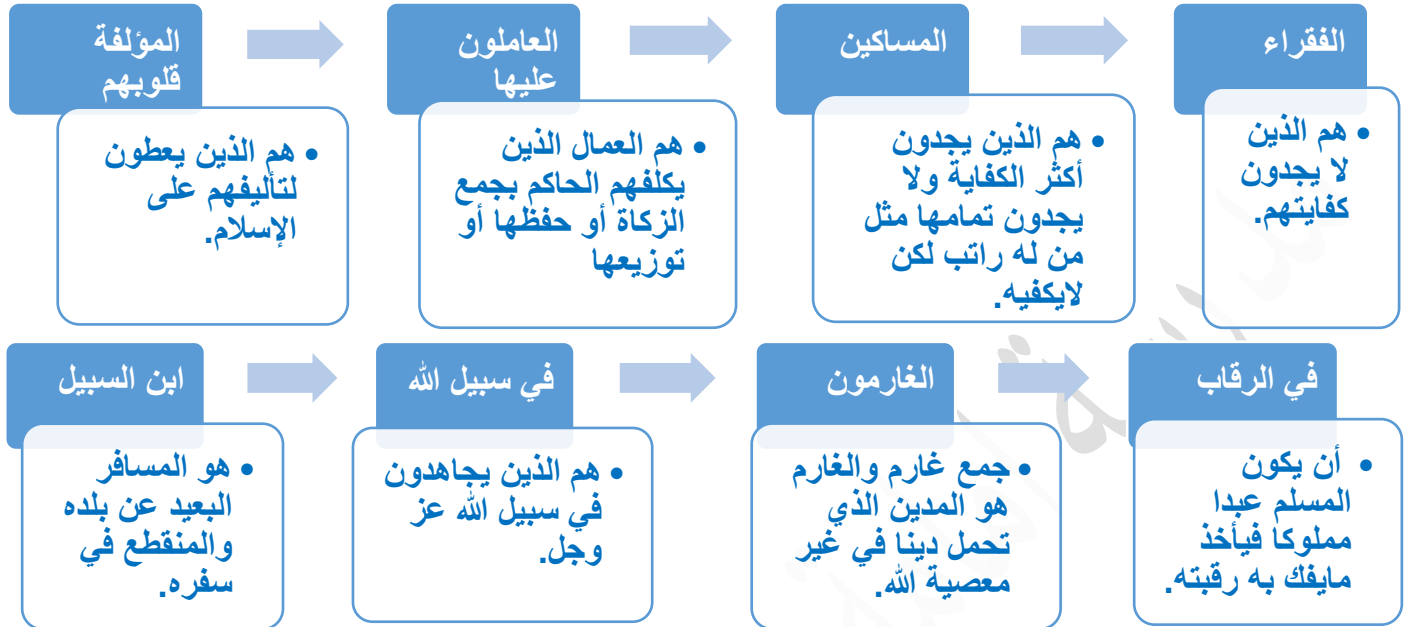 الفقراء
• هم الذين
لا يجدون
كفايتهم.
المساكين
• هم الذين يجدون
أكثر الكفاية ولا
يجدون تمامها مثل
من له راتب لكن
لايكفيه.
العاملون
عليها
• هم العمال الذين
يكلفهم الحاكم بجمع
الزكاة أو حفظها أو
توزيعها
المؤلفة
قلوبهم
• هم الذين يعطون
لتأليفهم على
الإسلام.
في الرقاب
• أن يكون
المسلم عبدا
مملوكا فيأخذ
مايفك به رقبته.
الغارمون
• جمع غارم والغارم
هو المدين الذي
تحمل دينا في غير
معصية الله.
في سبيل الله
• هم الذين يجاهدون
في سبيل الله عز
وجل.
ابن السبيل
• هو المسافر
البعيد عن بلده
والمنقطع في
سفره.